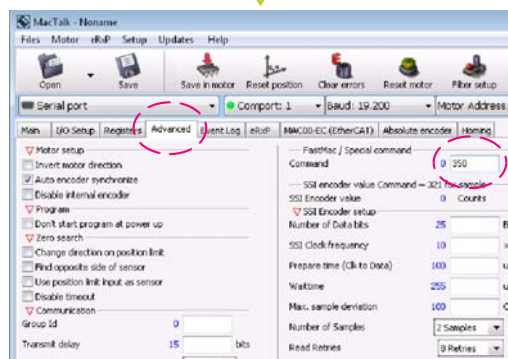 MacTalk - Noname
Files Motor eRxP Setup Updates Help
Open Save Save in motor Reset position Clear errors Reset motor Filter setup
Serial port Comport: 1 Baud: 19.200 Motor Address
Main I/O Setup Registers Advanced Event Log eRxP MAC00-EC (EtherCAT) Absolute encoder Homing
Motor setup
Invert motor direction
Auto encoder synchronize
Disable internal encoder
Program
Don't start program at power up
Zero search
Change direction on position limit
Find opposite side of sensor
Use position limit input as sensor
Disable timeout
Communication
Group Id 0
Transmit delay 15 bits
FastMac / Special command
Command 0 350
SSI encoder value Command = 321 for sample
SSI Encoder value 0 Counts
SSI Encoder setup
Number of Data bits 25
SSI Clock frequency 10
Prepare time (Clk to Data) 100
Waittime 255
Max. sample deviation 100
Number of Samples 2 Samples
Read Retries 8 Retries